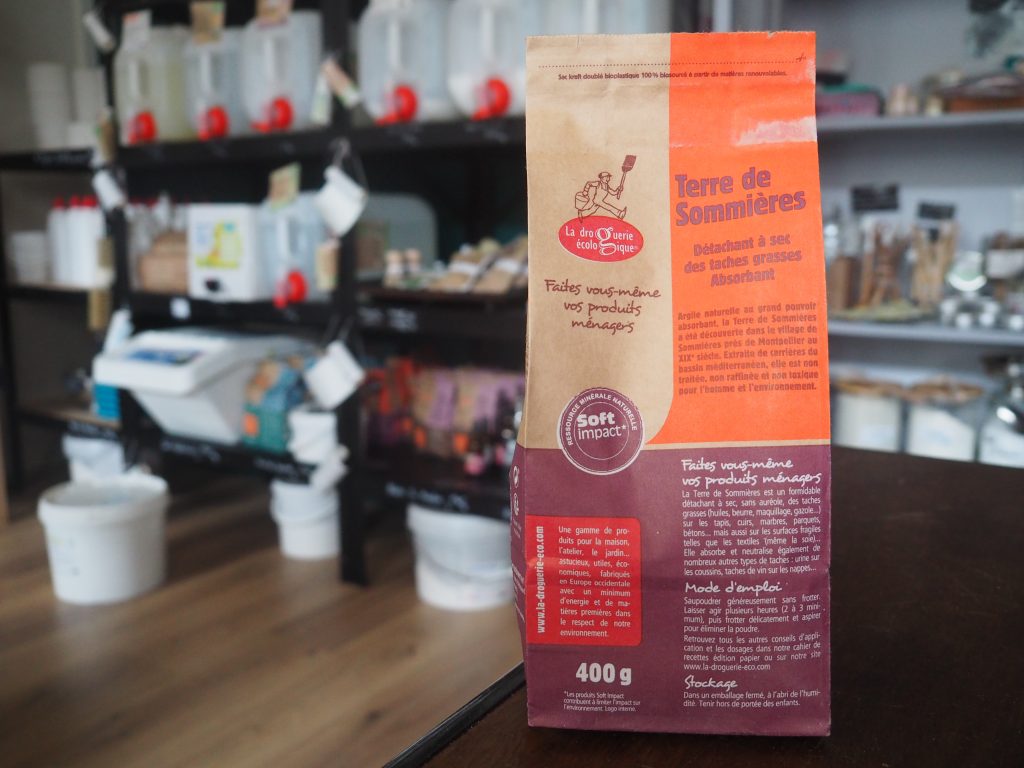 Sac kraft doublé bioplastique 100% biosourcé à partir de matières renouvelables.
La droguerie
écologique
Faites vous-même
vos produits
ménagers
Terre de
Sommières
Détachant à sec
des taches grasses
Absorbant
Argile naturelle au grand pouvoir
absorbant, la Terre de Sommières
a été découverte dans le village de
Sommières près de Montpellier au
XIXe siècle. Extraite de carrières du
bassin méditerranéen, elle est non
traitée, non raffinée et non toxique
pour l'homme et l'environnement.
RESSOURCE MINÉRALE NATURELLE
Soft
impact*
Faites vous-même
vos produits ménagers
La Terre de Sommières est un formidable
détachant à sec, sans auréole, des taches
grasses (huiles, beurre, maquillage, gazole...)
sur les tapis, cuirs, marbres, parquets,
bétons... mais aussi sur les surfaces fragiles
telles que les textiles (même la soie)...
Elle absorbe et neutralise également de
nombreux autres types de taches : urine sur
les coussins, taches de vin sur les nappes...
Mode d'emploi :
Saupoudrer généreusement sans frotter.
Laisser agir plusieurs heures (2 à 3 mini-
mum), puis frotter délicatement et aspirer
pour éliminer la poudre.
Retrouvez tous les autres conseils d'appli-
cation et les dosages dans notre cahier de
recettes édition papier ou sur notre site
www.la-droguerie-eco.com
Stockage
Dans un emballage fermé, à l'abri de l'humi-
dité. Tenir hors de portée des enfants.
www.la-droguerie-eco.com
Une gamme de pro-
duits pour la maison,
l'atelier, le jardin...
astucieux, utiles, éco-
nomiques, fabriqués
en Europe occidentale
avec un minimum
d'énergie et de ma-
tières premières dans
le respect de notre
environnement.
400 g
*Les produits Soft Impact
contribuent à limiter l'impact sur
l'environnement. Logo interne.